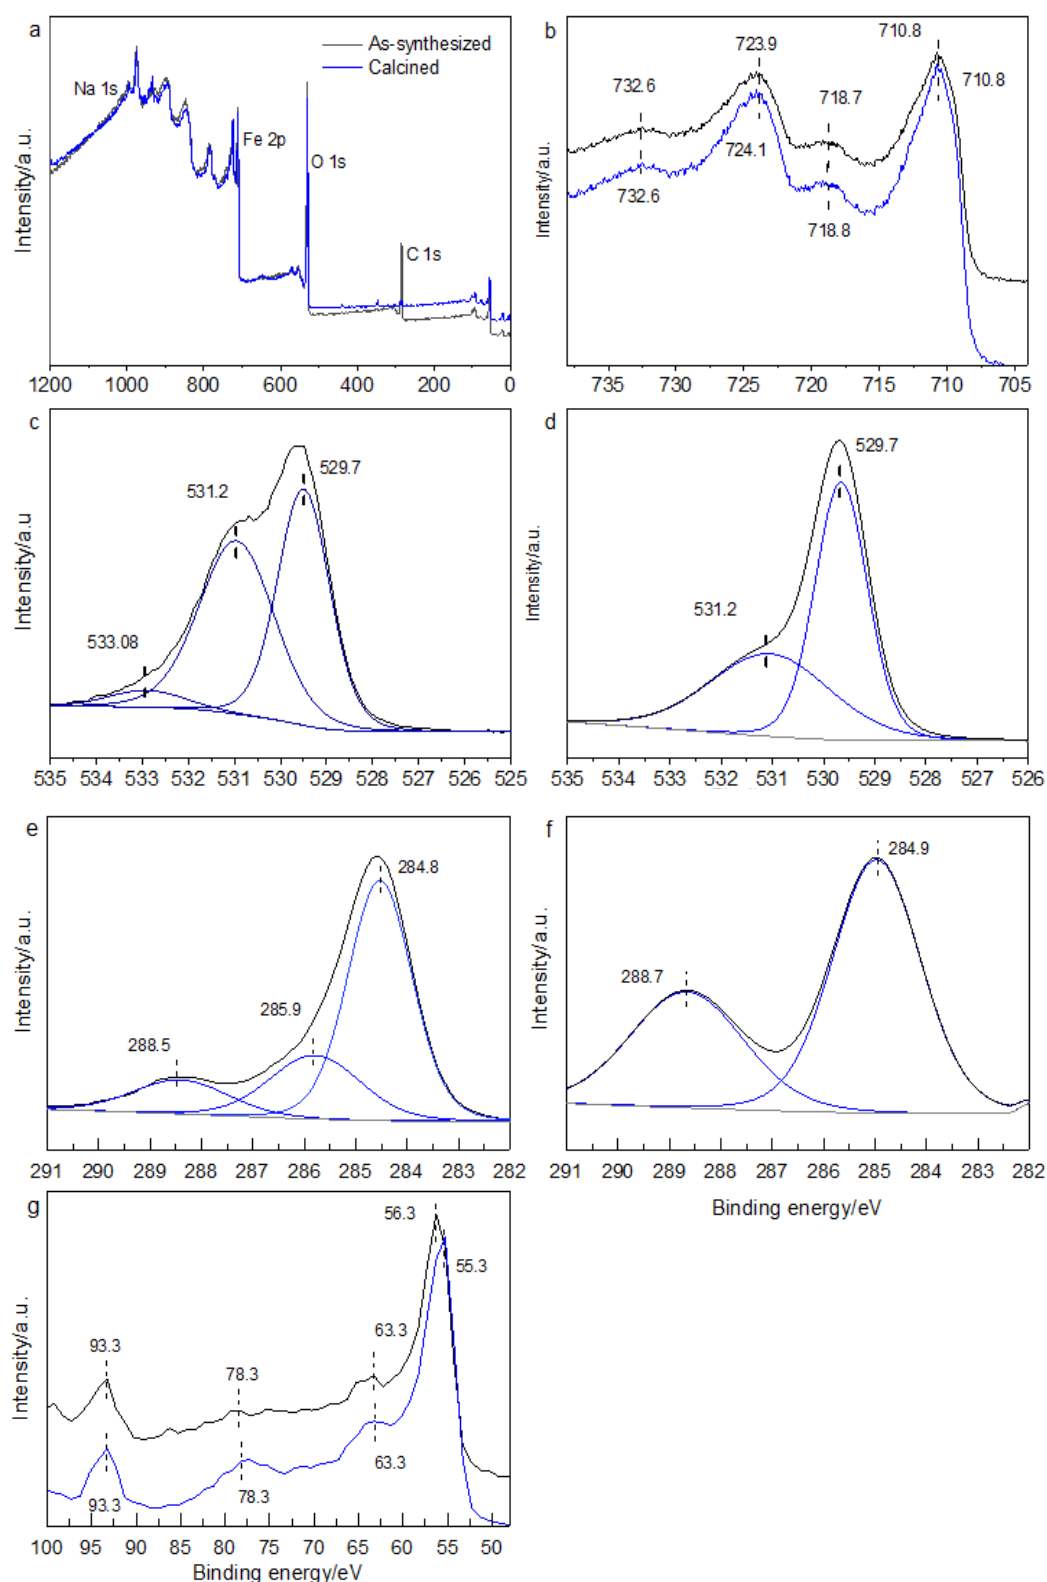 a
As-synthesized
Calcined
Na 1s
Fe 2p
O 1s
C 1s
Intensity/a.u
1200 1000 800 600 400 200 0
b
723.9
710.8
732.6
718.7
710.8
724.1
732.6
718.8
Intensity/a.u.
735 730 725 720 715 710 705
c
529.7
531.2
533.08
Intensity/a.u
535 534 533 532 531 530 529 528 527 526 525
d
529.7
531.2
Intensity/a.u.
535 534 533 532 531 530 529 528 527 526
e
284.8
285.9
288.5
Intensity/a.u.
291 290 289 288 287 286 285 284 283 282
f
284.9
288.7
Intensity/a.u.
291 290 289 288 287 286 285 284 283 282
Binding energy/eV
g
56.3
55.3
63.3
93.3
78.3
63.3
93.3
78.3
Intensity/a.u.
100 95 90 85 80 75 70 65 60 55 50
Binding energy/eV